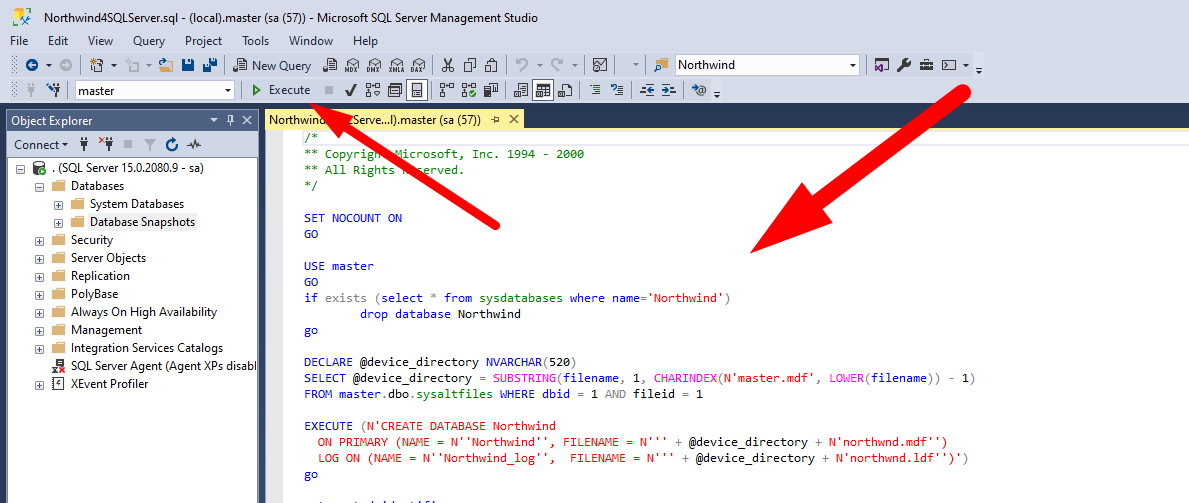 Northwind4SQLServer.sql - (local).master (sa (57)) - Microsoft SQL Server Management Studio
File Edit View Query Project Tools Window Help
New Query MDX DMX XMLA DAX Northwind
master Execute
Object Explorer
Connect
. (SQL Server 15.0.2080.9 - sa)
Databases
System Databases
Database Snapshots
Security
Server Objects
Replication
PolyBase
Always On High Availability
Management
Integration Services Catalogs
SQL Server Agent (Agent XPs disabl
XEvent Profiler
Northwind Serve...l).master (sa (57))
/*
** Copyright Microsoft, Inc. 1994 - 2000
** All Rights Reserved.
*/
SET NOCOUNT ON
GO
USE master
GO
if exists (select * from sysdatabases where name='Northwind')
drop database Northwind
go
DECLARE @device_directory NVARCHAR(520)
SELECT @device_directory = SUBSTRING(filename, 1, CHARINDEX(N'master.mdf', LOWER(filename)) - 1)
FROM master.dbo.sysaltfiles WHERE dbid = 1 AND fileid = 1
EXECUTE (N'CREATE DATABASE Northwind
ON PRIMARY (NAME = N''Northwind'', FILENAME = N''' + @device_directory + N'northwnd.mdf'')
LOG ON (NAME = N''Northwind_log'', FILENAME = N''' + @device_directory + N'northwnd.ldf'')')
go